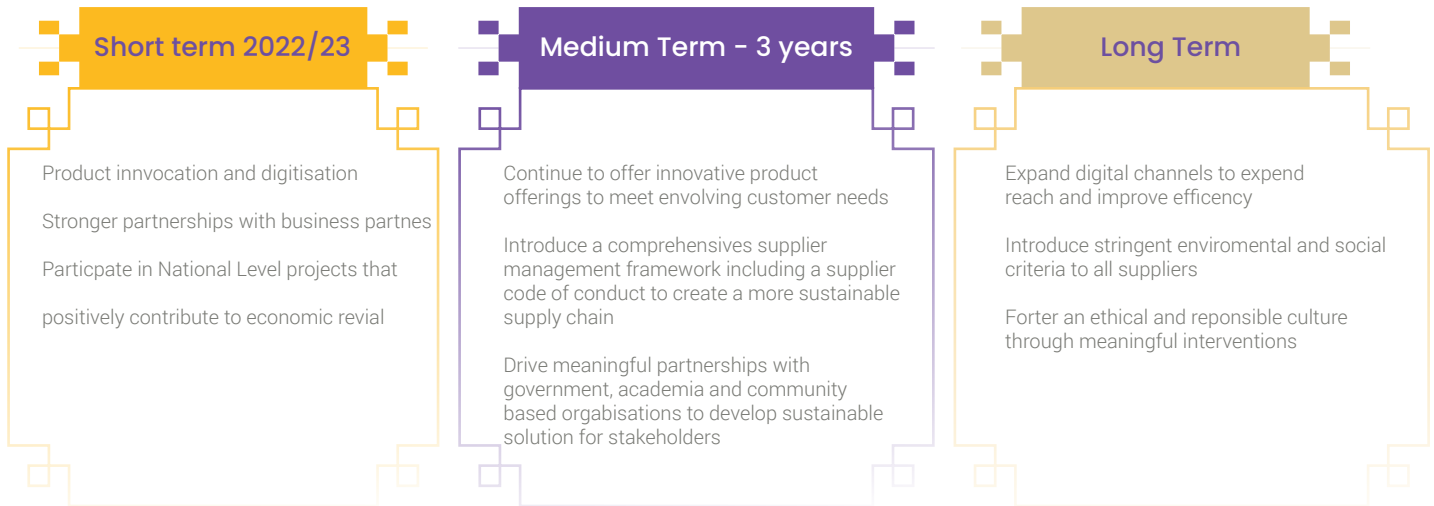 Short term 2022/23
Product innvocation and digitisation
Stronger partnerships with business partnes
Particpate in National Level projects that
positively contribute to economic revial
Medium Term - 3 years
Continue to offer innovative product
offerings to meet envolving customer needs
Introduce a comprehensives supplier
management framework including a supplier
code of conduct to create a more sustainable
supply chain
Drive meaningful partnerships with
government, academia and community
based orgabisations to develop sustainable
solution for stakeholders
Long Term
Expand digital channels to expend
reach and improve efficency
Introduce stringent enviromental and social
criteria to all suppliers
Forter an ethical and reponsible culture
through meaningful interventions